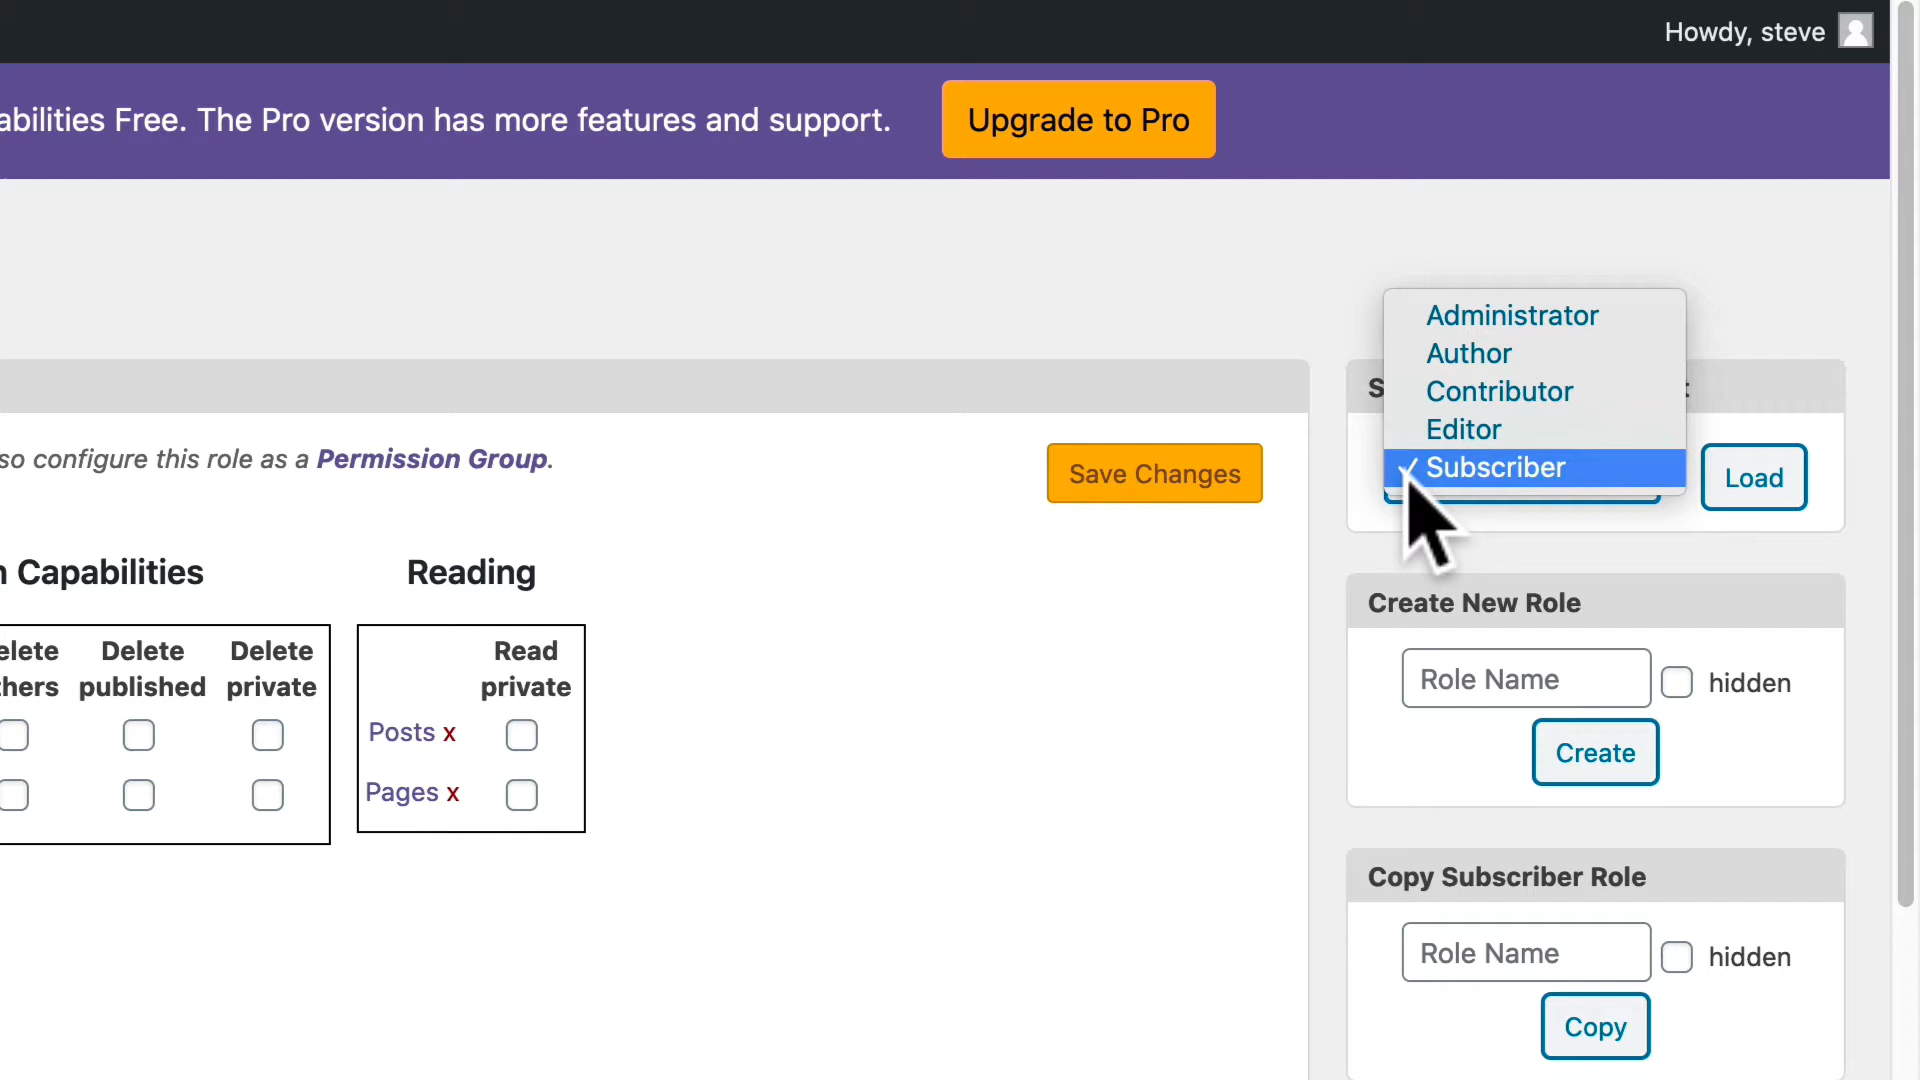 Howdy, steve
abilities Free. The Pro version has more features and support.
Upgrade to Pro
Administrator
Author
Contributor
Editor
✓ Subscriber
Load
so configure this role as a Permission Group.
Save Changes
Capabilities
Reading
Delete published
Delete private
Read private
Posts x
Pages x
Create New Role
Role Name
hidden
Create
Copy Subscriber Role
Role Name
hidden
Copy